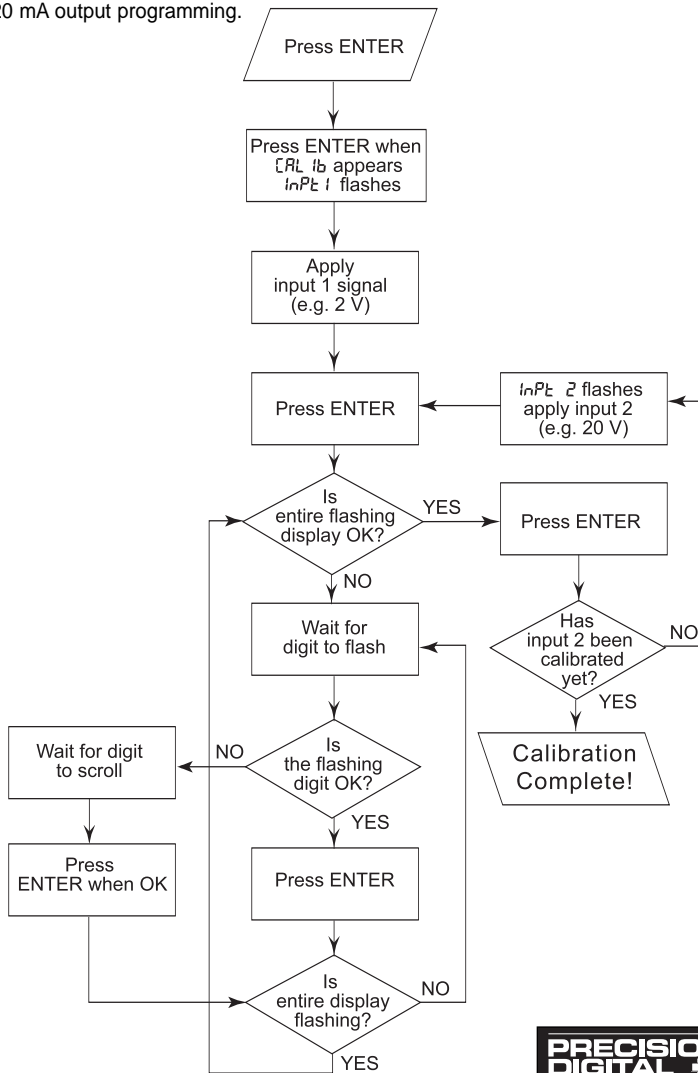 20 mA output programming.
Press ENTER
Press ENTER when
CAL ib appears
InPt 1 flashes
Apply
input 1 signal
(e.g. 2 V)
Press ENTER
InPt 2 flashes
apply input 2
(e.g. 20 V)
Is
entire flashing
display OK?
YES
Press ENTER
NO
Wait for
digit to flash
Has
input 2 been
calibrated
yet?
NO
YES
Calibration
Complete!
Is
the flashing
digit OK?
NO
Wait for digit
to scroll
YES
Press
ENTER when OK
Press ENTER
Is
entire display
flashing?
NO
YES
PRECISIO
DIGITAL